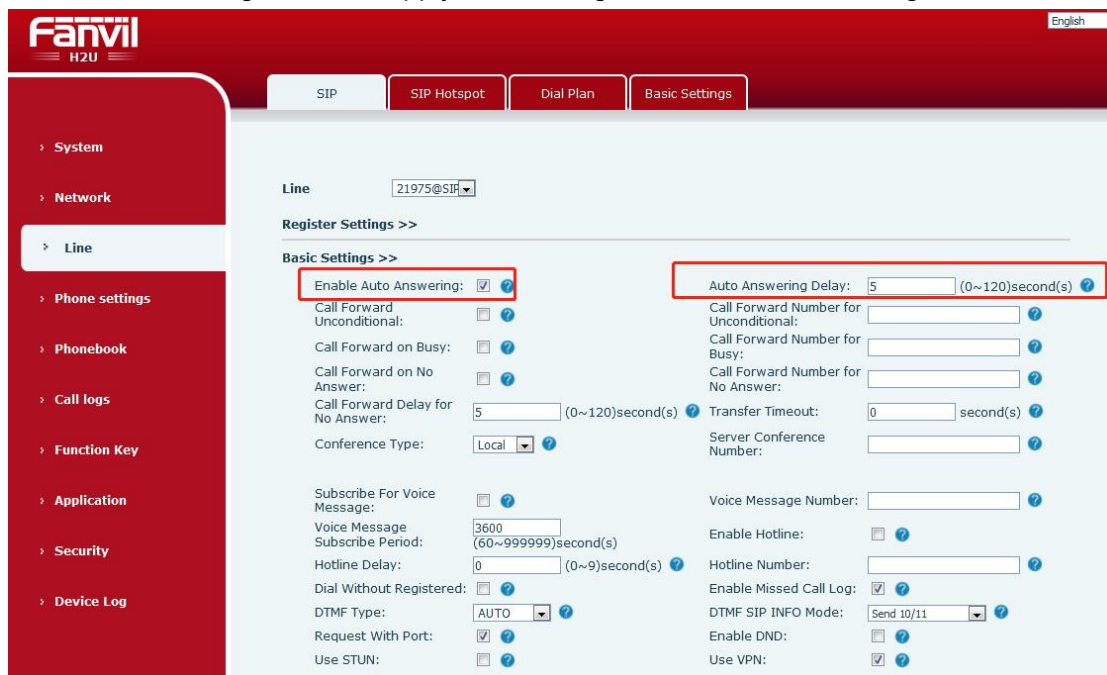 Fanvil
H2U
English
SIP
SIP Hotspot
Dial Plan
Basic Settings
› System
› Network
› Line
› Phone settings
› Phonebook
› Call logs
› Function Key
› Application
› Security
› Device Log
Line 21975@SIP
Register Settings >>
Basic Settings >>
Enable Auto Answering: Auto Answering Delay: 5 (0~120)second(s)
Call Forward Unconditional: Call Forward Number for Unconditional:
Call Forward on Busy: Call Forward Number for Busy:
Call Forward on No Answer: Call Forward Number for No Answer:
Call Forward Delay for No Answer: 5 (0~120)second(s) Transfer Timeout: 0 second(s)
Conference Type: Local Server Conference Number:
Subscribe For Voice Message: Voice Message Number:
Voice Message Subscribe Period: 3600 (60~999999)second(s) Enable Hotline:
Hotline Delay: 0 (0~9)second(s) Hotline Number:
Dial Without Registered: Enable Missed Call Log:
DTMF Type: AUTO DTMF SIP INFO Mode: Send 10/11
Request With Port: Enable DND:
Use STUN: Use VPN: